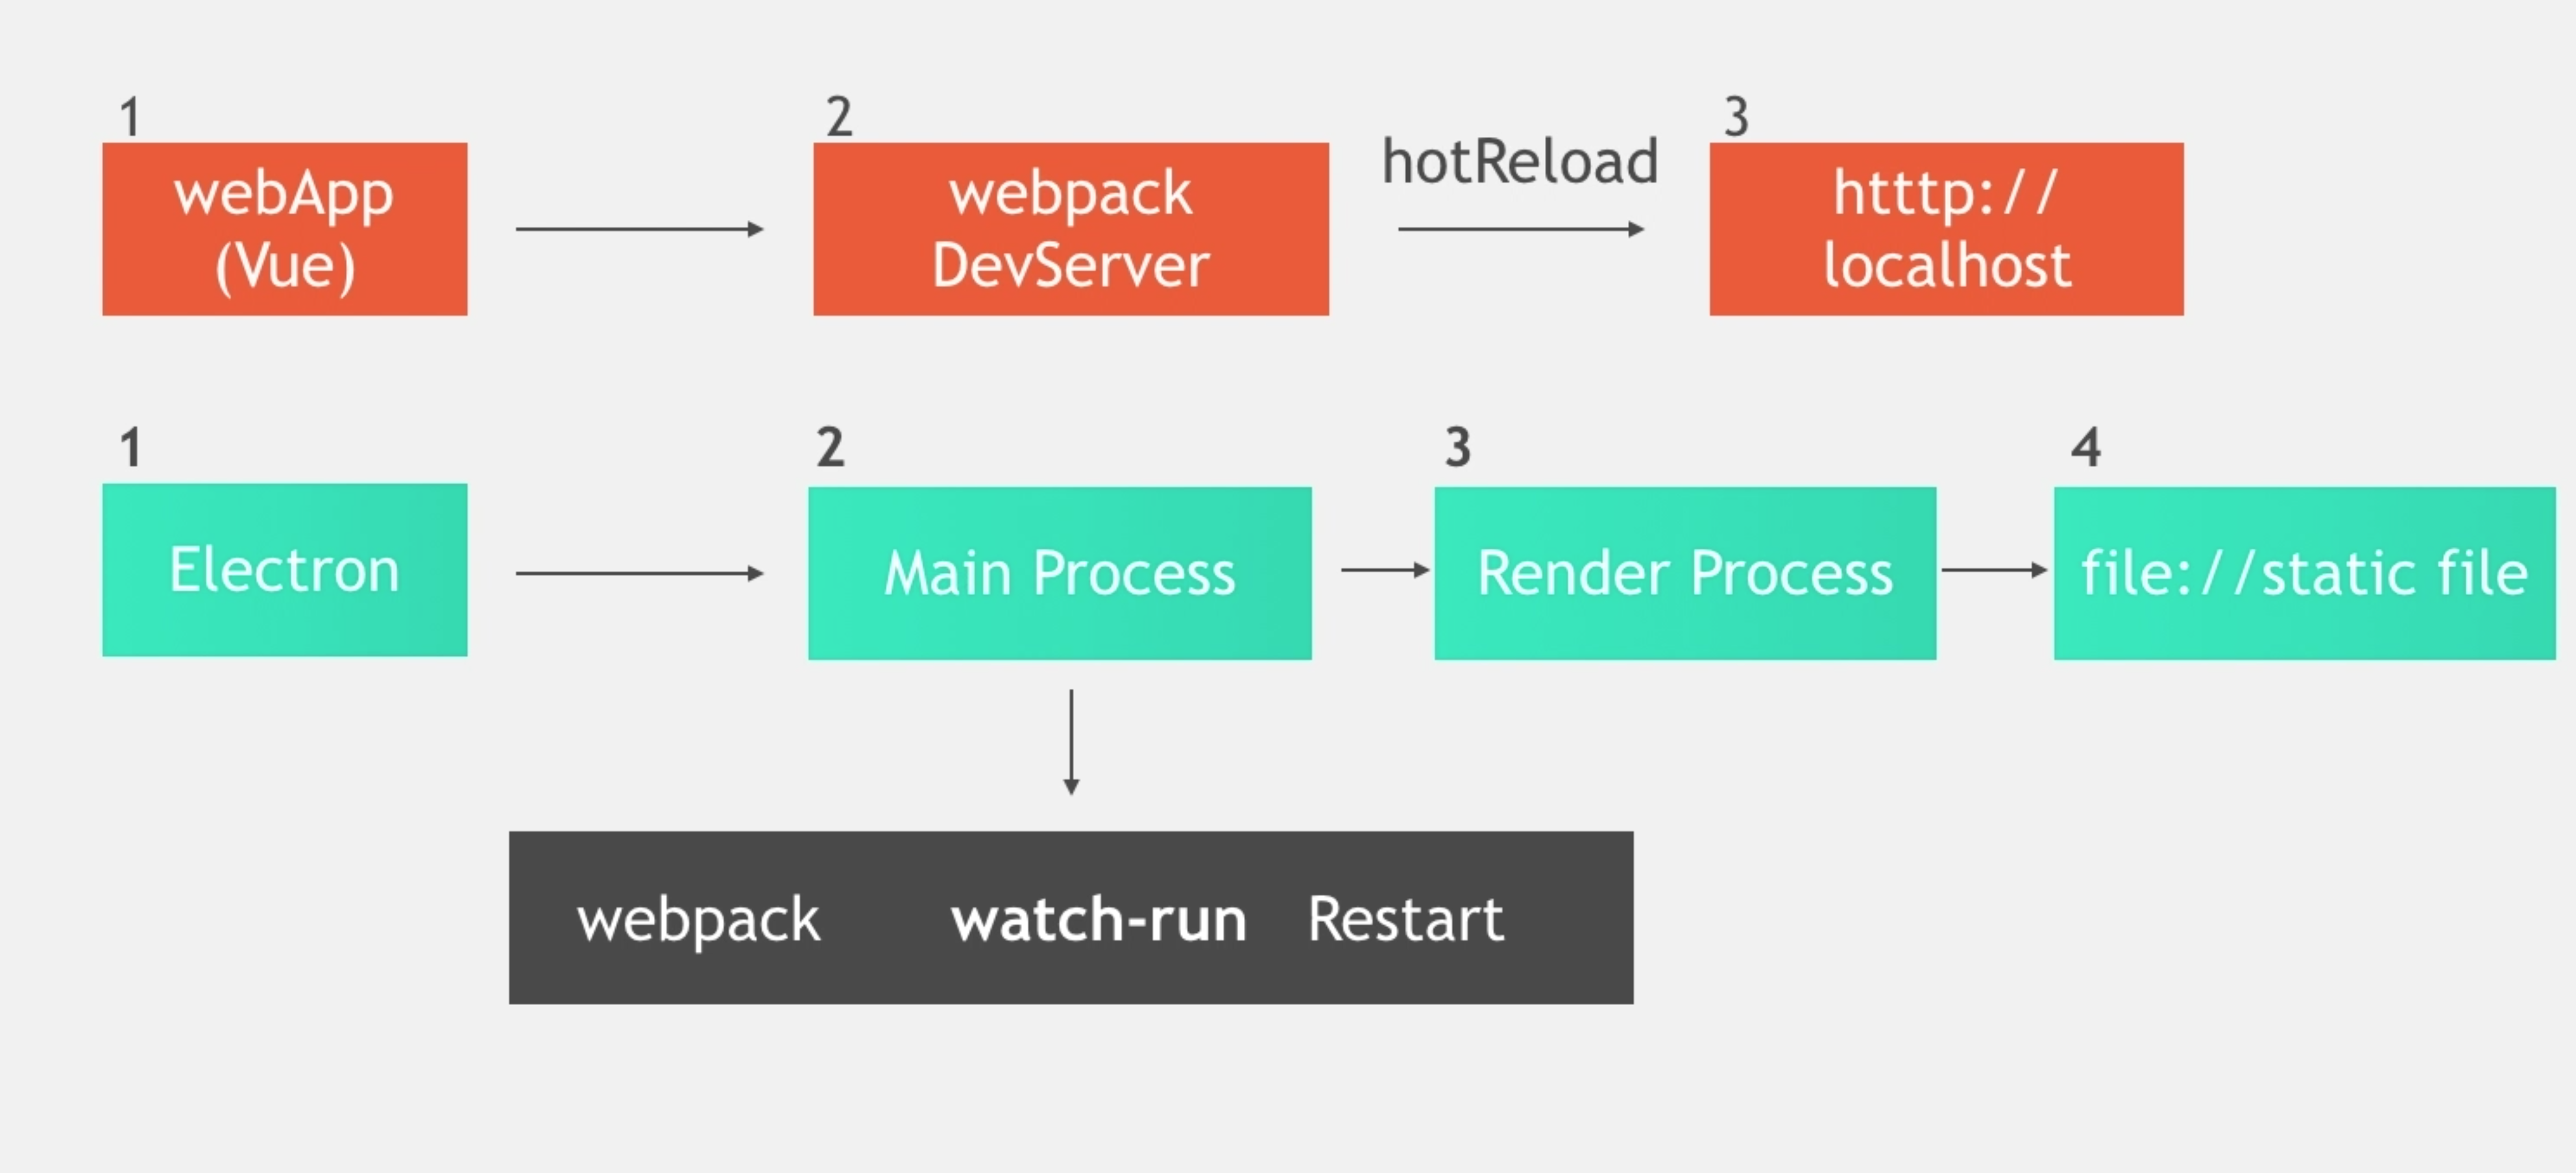 1
webApp
(Vue)
2
webpack
DevServer
hotReload
3
htttp://
localhost
1
Electron
2
Main Process
3
Render Process
4
file://static file
webpack watch-run Restart